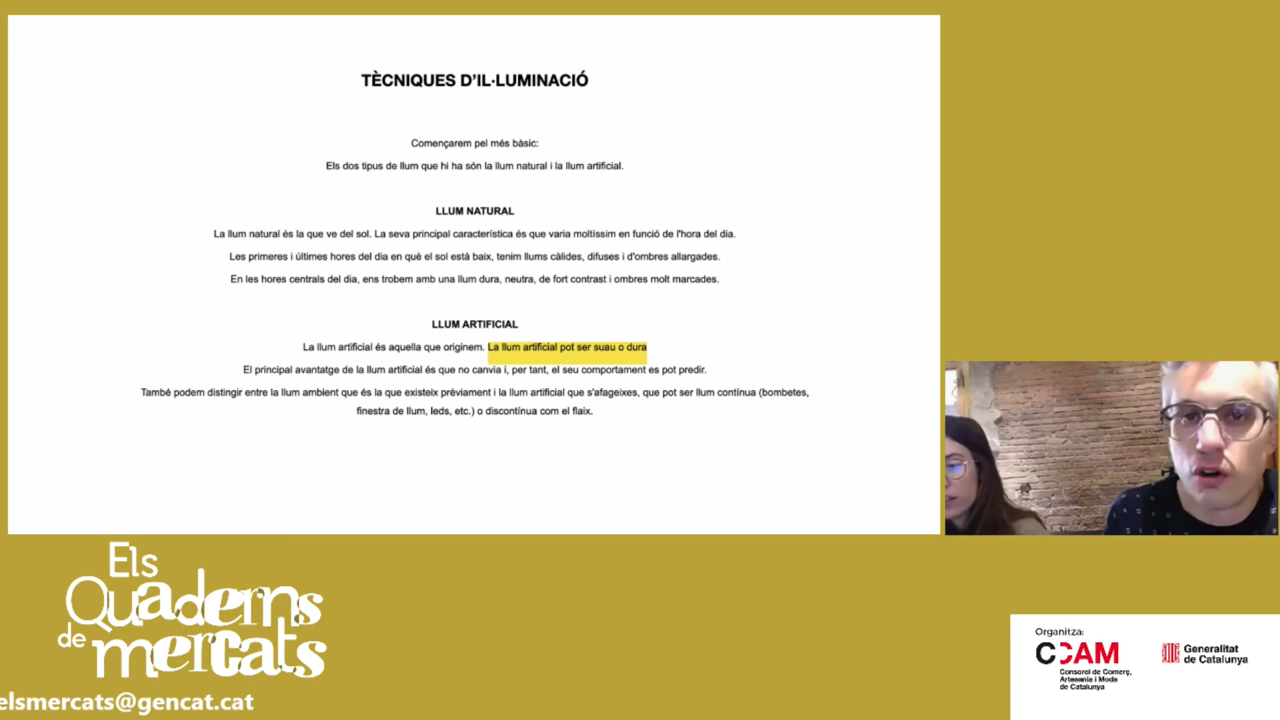 TÈCNIQUES D'IL·LUMINACIÓ
Començarem pel més bàsic:
Els dos tipus de llum que hi ha són la llum natural i la llum artificial.
LLUM NATURAL
La llum natural és la que ve del sol. La seva principal característica és que varia moltíssim en funció de l'hora del dia.
Les primeres i últimes hores del dia en què el sol està baix, tenim llums càlides, difuses i d'ombres allargades.
En les hores centrals del dia, ens trobem amb una llum dura, neutra, de fort contrast i ombres molt marcades.
LLUM ARTIFICIAL
La llum artificial és aquella que originem. La llum artificial pot ser suau o dura
El principal avantatge de la llum artificial és que no canvia i, per tant, el seu comportament es pot predir.
També podem distingir entre la llum ambient que és la que existeix prèviament i la llum artificial que s'afageixes, que pot ser llum contínua (bombetes,
finestra de llum, leds, etc.) o discontínua com el flaix.
Els
Quaderns
de mercats
elsmercats@gencat.cat
Organitza:
CCAM
Consorci de Comerç,
Artesania i Moda
de Catalunya
Generalitat
de Catalunya